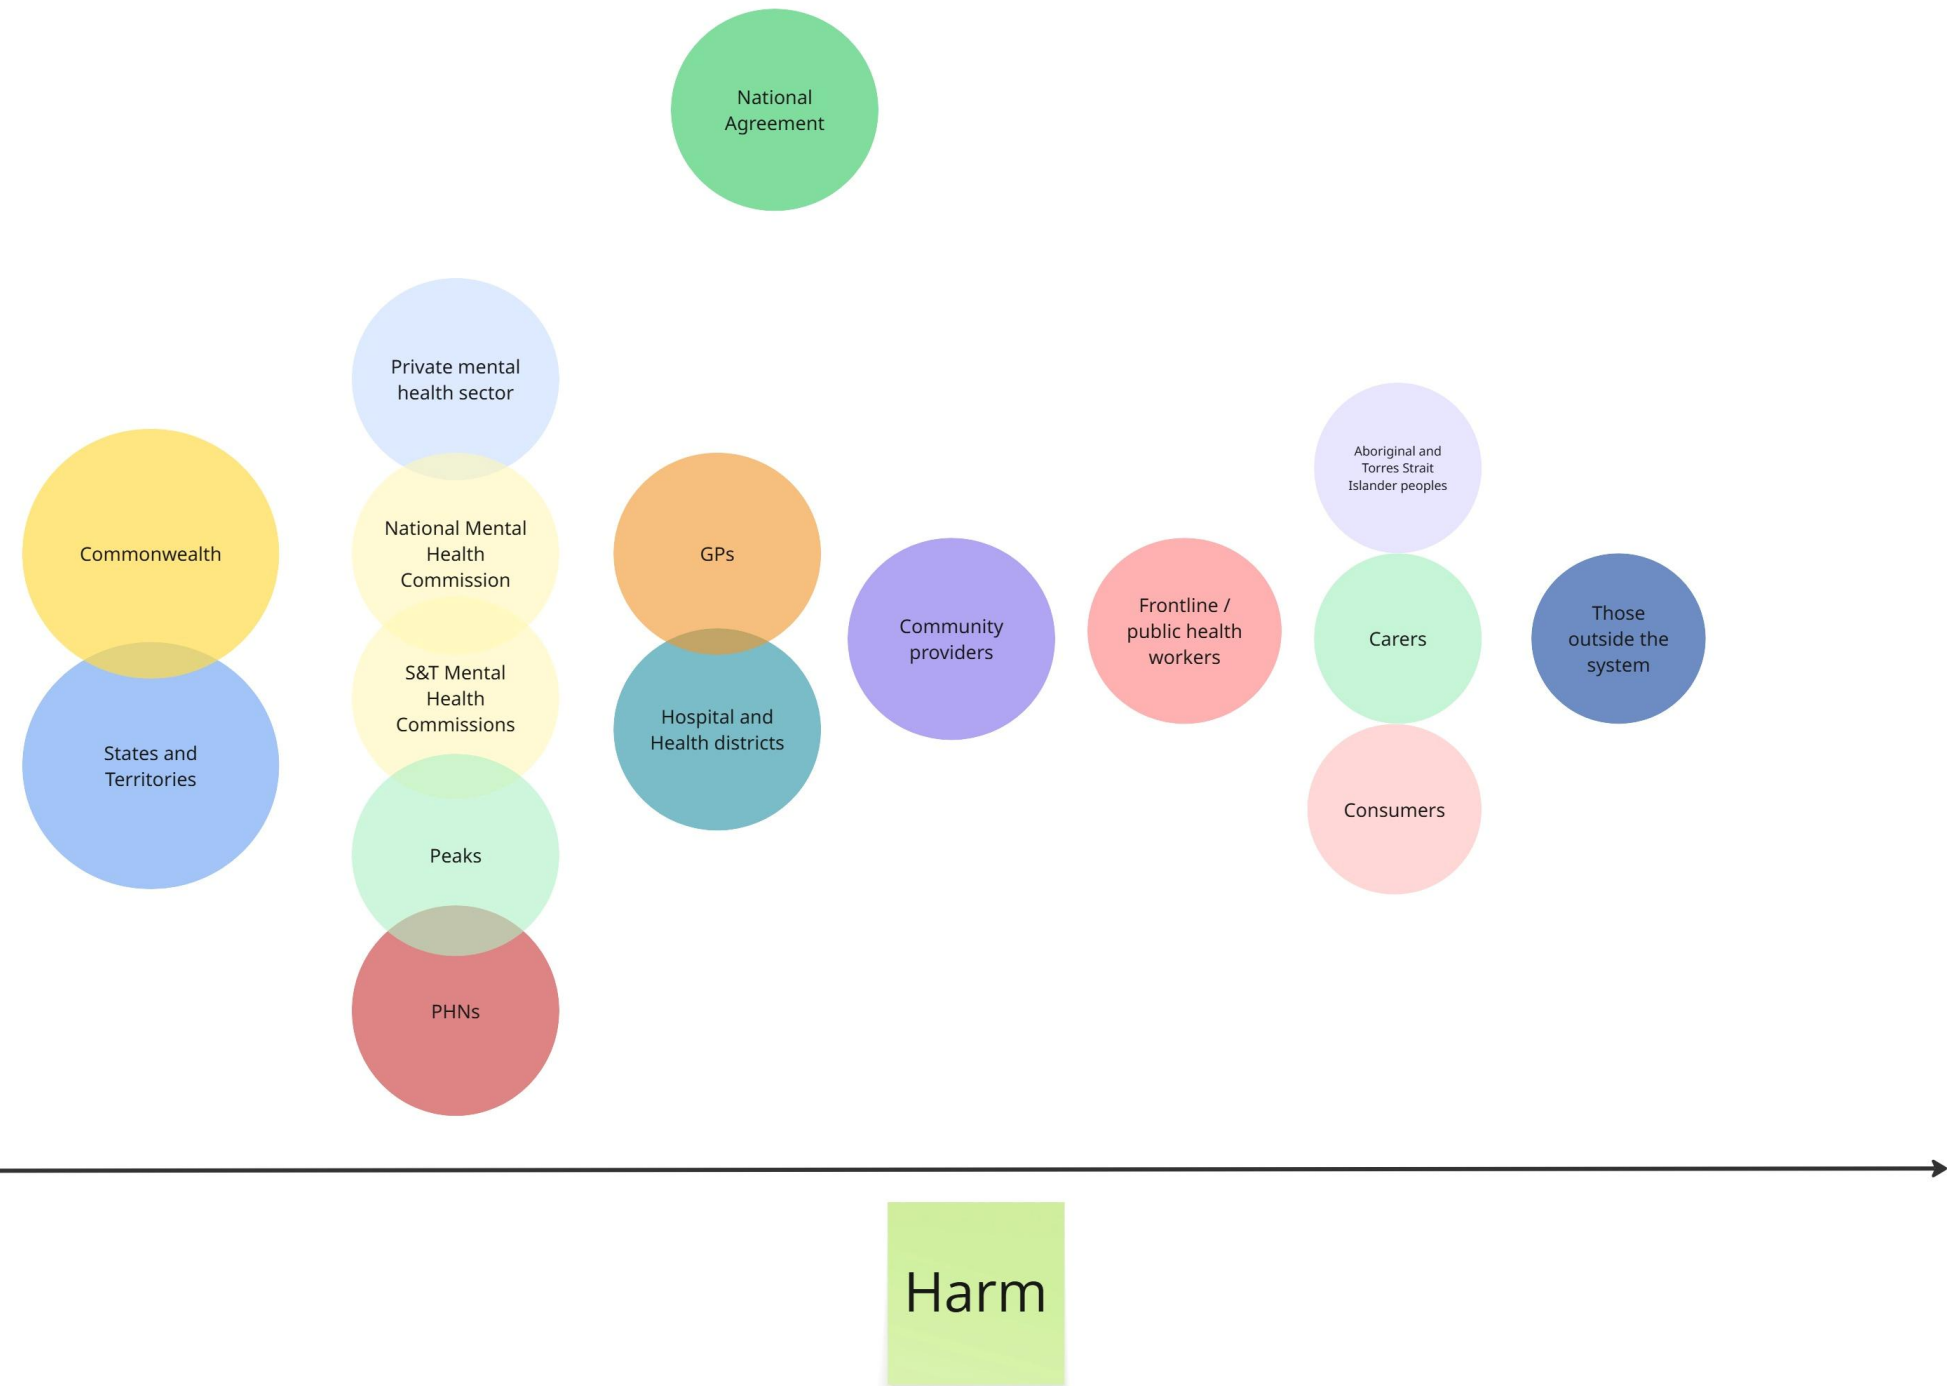 National
Agreement
Private mental
health sector
Commonwealth
States and
Territories
National Mental
Health
Commission
S&T Mental
Health
Commissions
Peaks
PHNs
GPs
Hospital and
Health districts
Community
providers
Frontline /
public health
workers
Aboriginal and
Torres Strait
Islander peoples
Carers
Consumers
Those
outside the
system
Harm